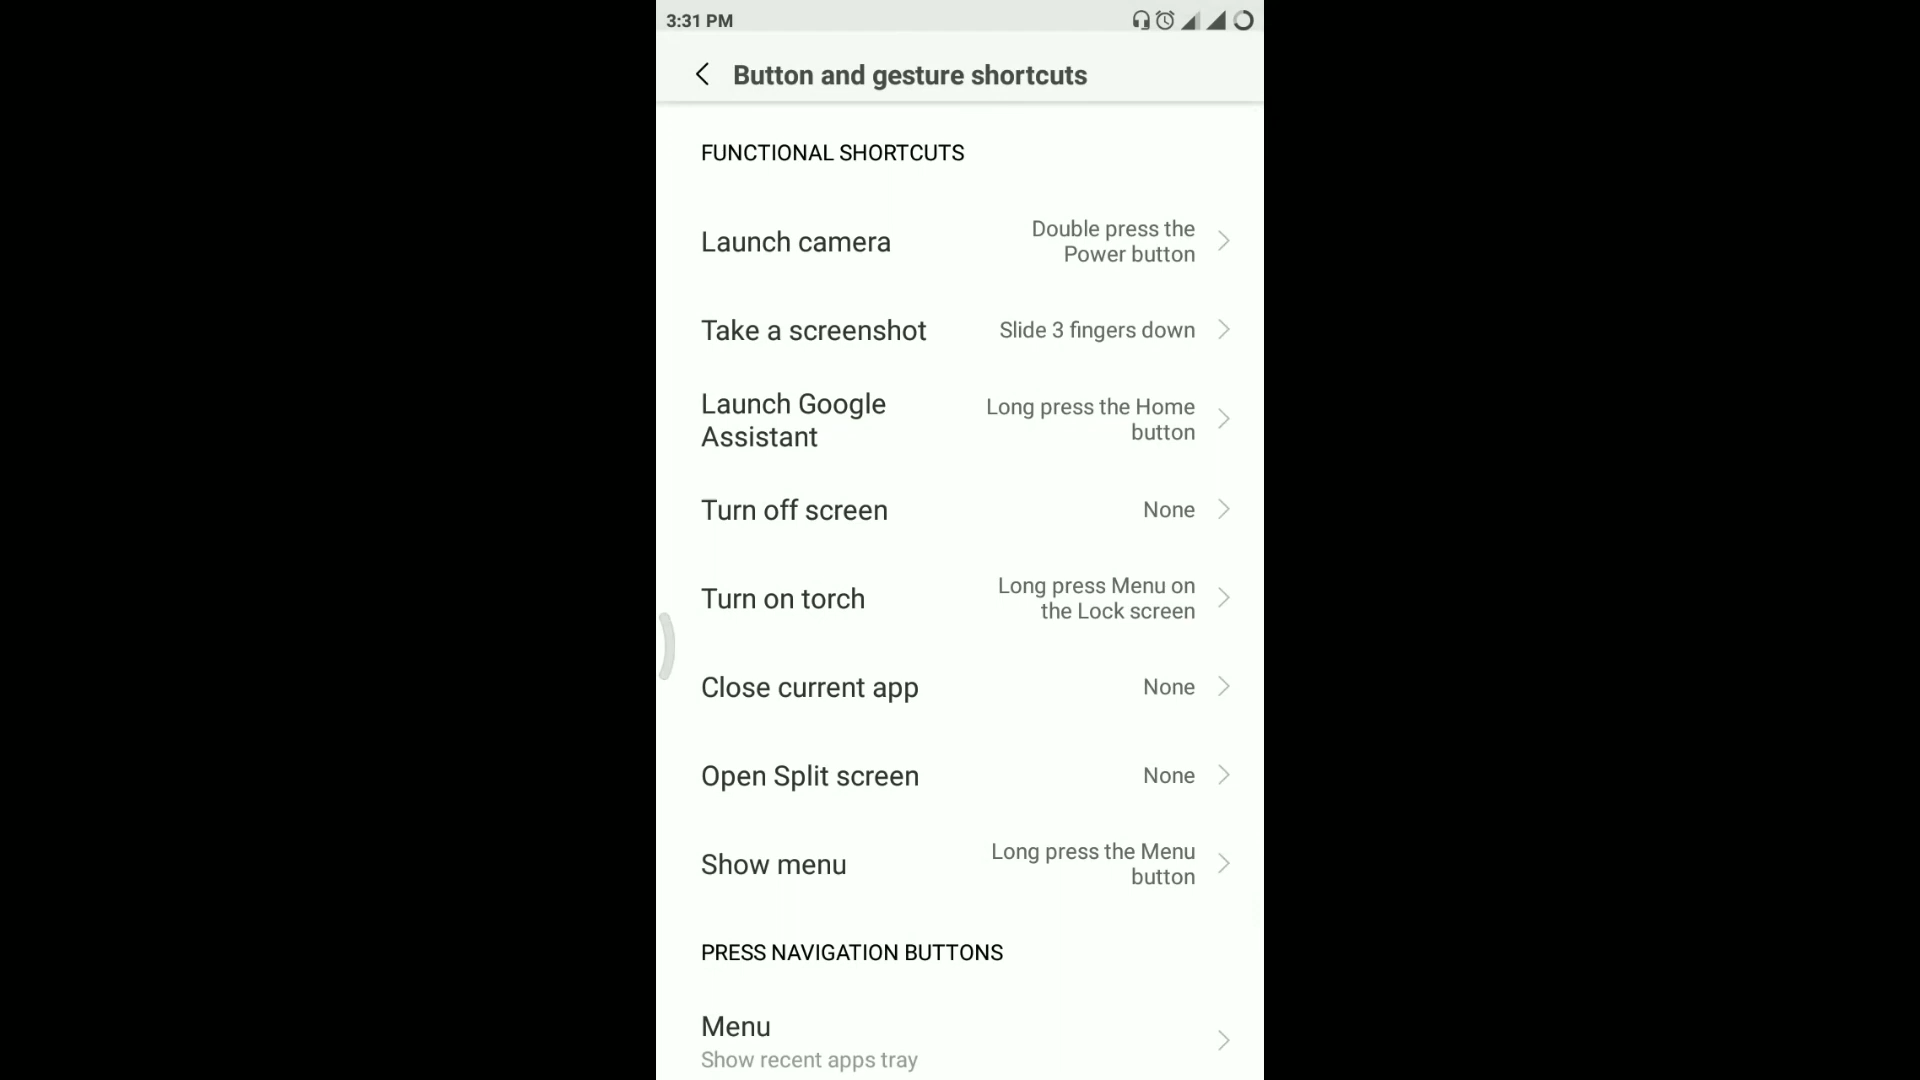 3:31 PM
Button and gesture shortcuts
FUNCTIONAL SHORTCUTS
Launch camera
Double press the
Power button
Take a screenshot
Slide 3 fingers down
Launch Google
Assistant
Long press the Home
button
Turn off screen
None
Turn on torch
Long press Menu on
the Lock screen
Close current app
None
Open Split screen
None
Show menu
Long press the Menu
button
PRESS NAVIGATION BUTTONS
Menu
Show recent apps tray